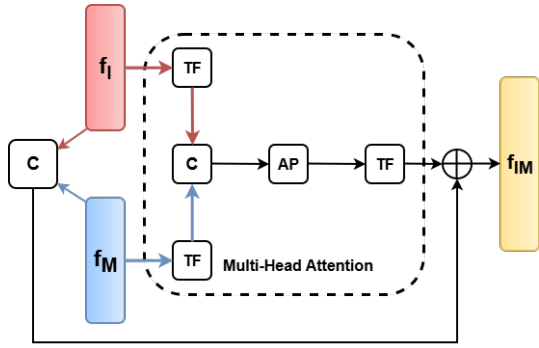 f_I
TF
C
C
AP
TF
f_IM
f_M
TF
Multi-Head Attention